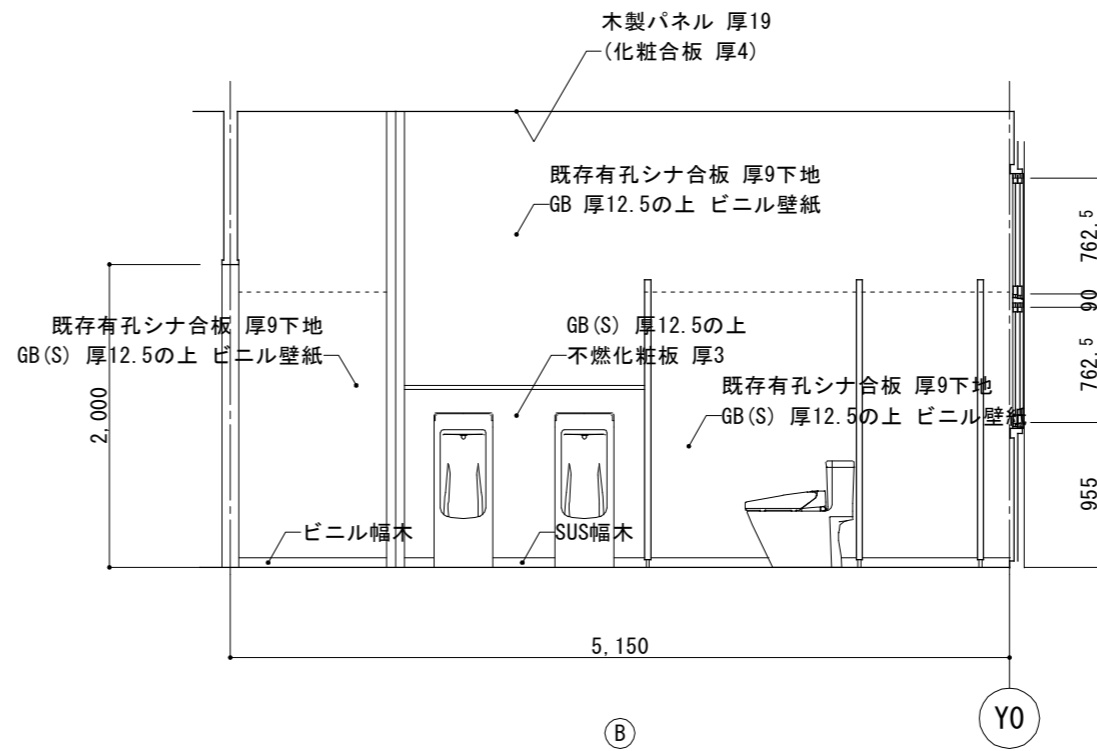 木製パネル 厚19
(化粧合板 厚4)
既存有孔シナ合板 厚9下地
GB 厚12.5の上 ビニル壁紙
762.5
90
762.5
955
既存有孔シナ合板 厚9下地
GB(S) 厚12.5の上 ビニル壁紙
GB(S) 厚12.5の上
不燃化粧板 厚3
既存有孔シナ合板 厚9下地
GB(S) 厚12.5の上 ビニル壁紙
2,000
ビニル幅木
SUS幅木
5,150
Y0
B